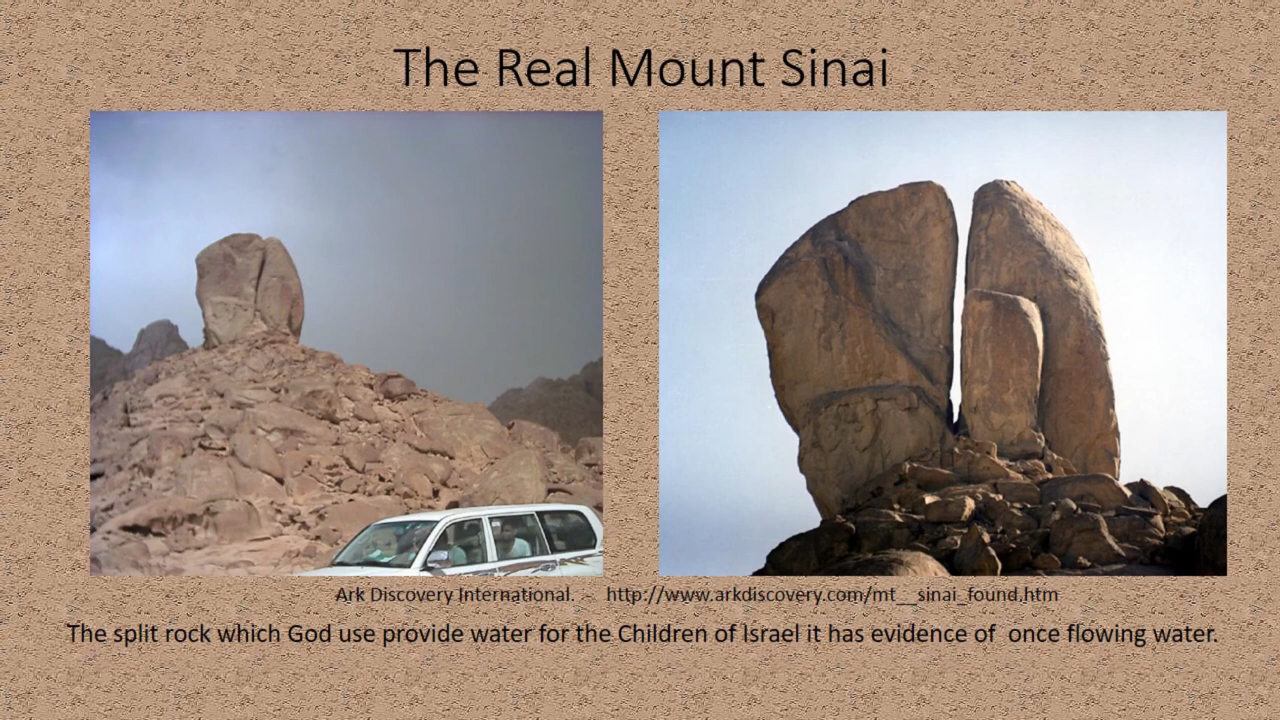 The Real Mount Sinai
Ark Discovery International. - http://www.arkdiscovery.com/mt__sinai_found.htm
The split rock which God use provide water for the Children of Israel it has evidence of  once flowing water.